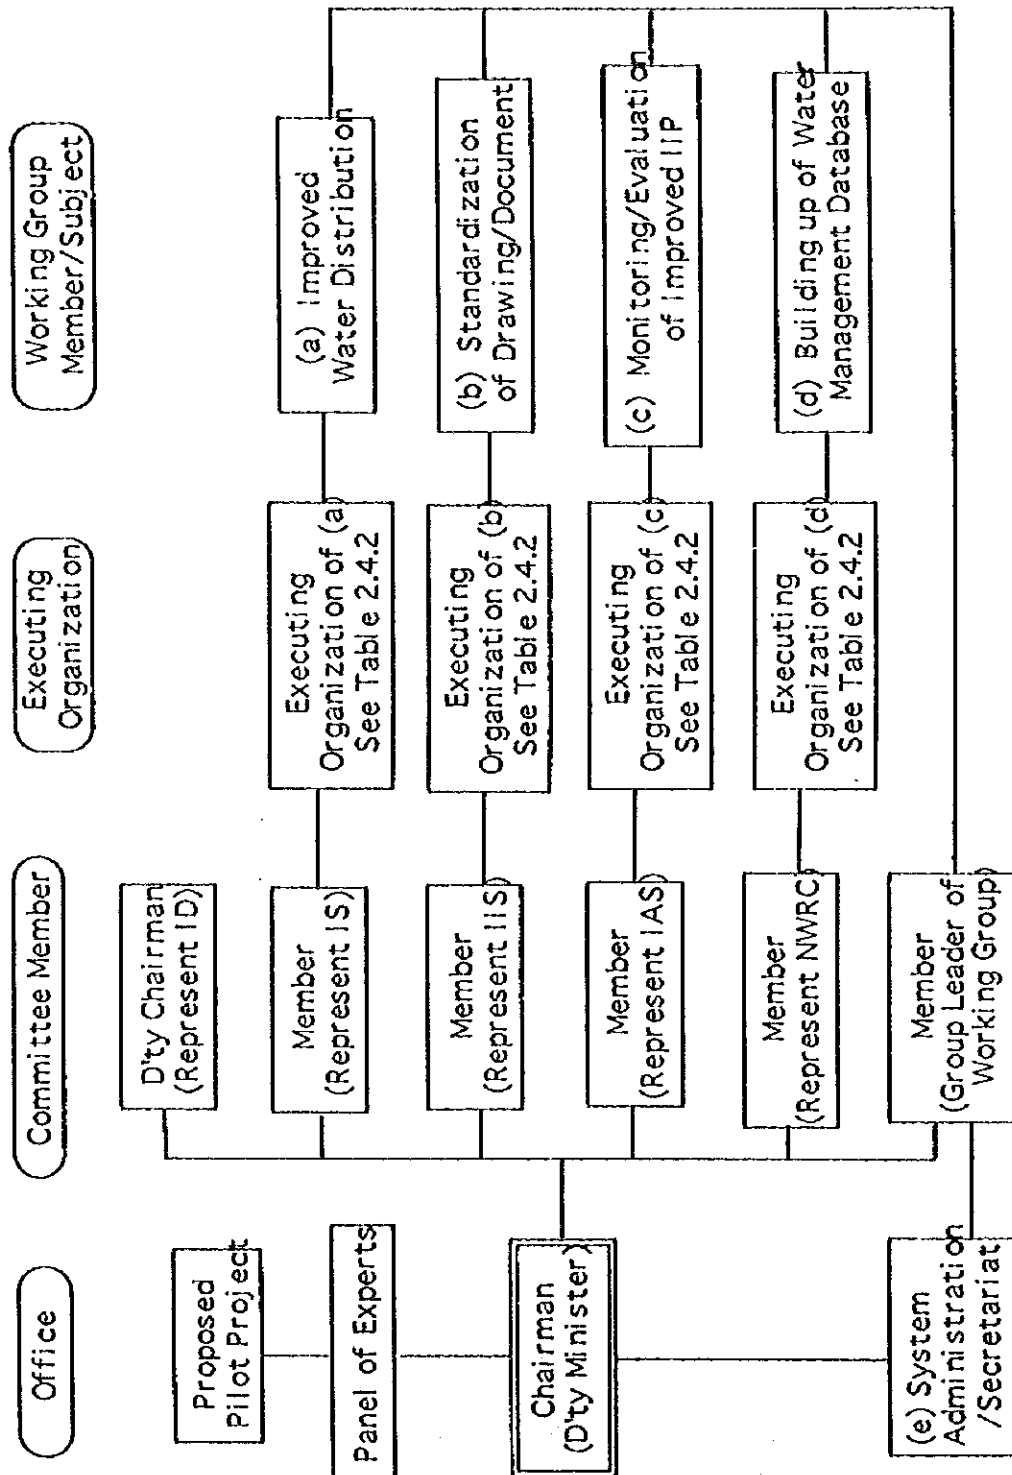 Office
Committee Member
Executing
Organization
Working Group
Member/Subject
Proposed
Pilot Project
Panel of Experts
Chairman
(D'ty Minister)
(e) System
Administration
/Secretariat
D'ty Chairman
(Represent ID)
Member
(Represent IS)
Member
(Represent IIS)
Member
(Represent IAS)
Member
(Represent NWRC)
Member
(Group Leader of
Working Group)
Executing
Organization of (a)
See Table 2.4.2
Executing
Organization of (b)
See Table 2.4.2
Executing
Organization of (c)
See Table 2.4.2
Executing
Organization of (d)
See Table 2.4.2
(a) Improved
Water Distribution
(b) Standardization
of Drawing/Document
(c) Monitoring/Evaluation
of Improved IIP
(d) Building up of Water
Management Database